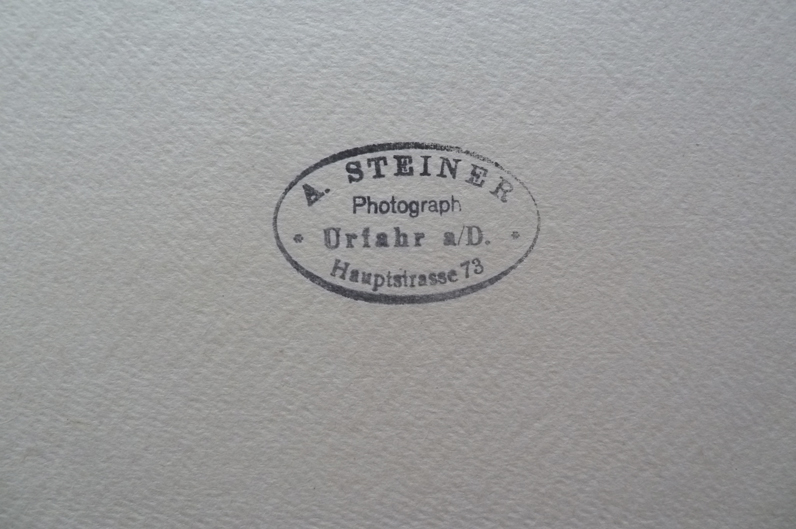 A. STEINER
Photograph
* Urfahr a/D. *
Hauptstrasse 73